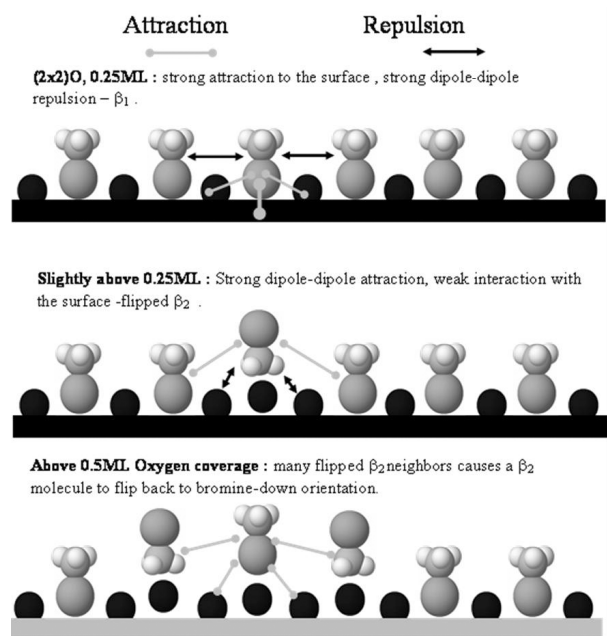 Attraction Repulsion
(2x2)O, 0.25ML : strong attraction to the surface , strong dipole-dipole
repulsion – β1 .
Slightly above 0.25ML : Strong dipole-dipole attraction, weak interaction with
the surface -flipped β2 .
Above 0.5ML Oxygen coverage : many flipped β2 neighbors causes a β2
molecule to flip back to bromine-down orientation.